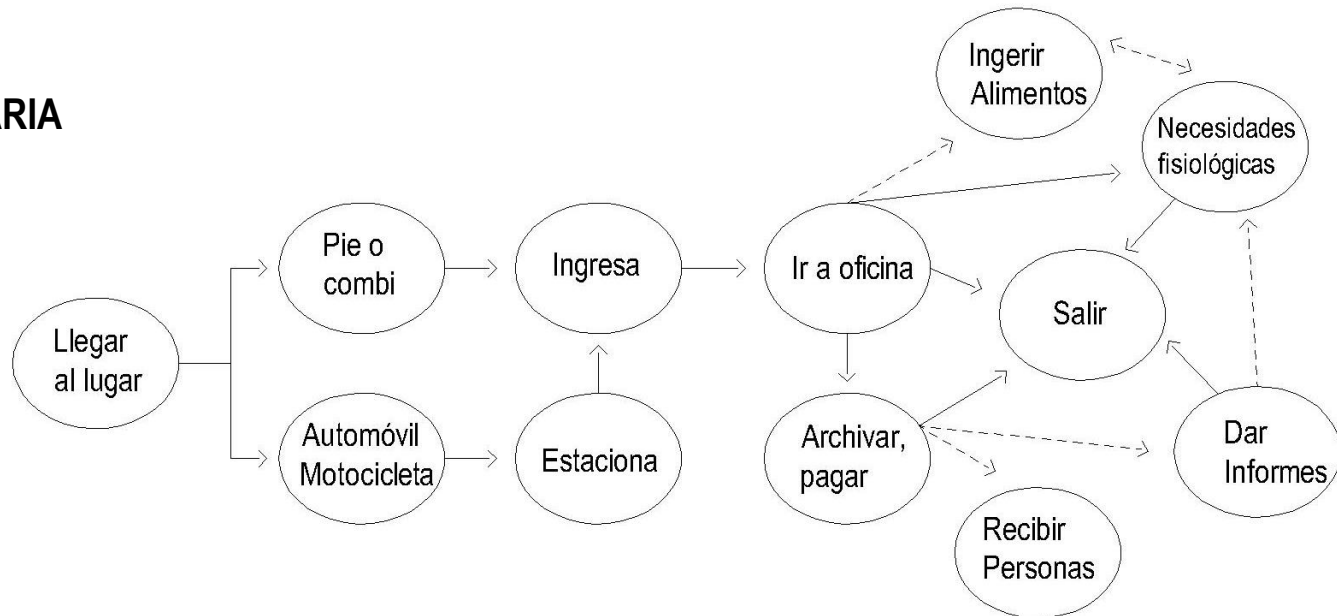 ARIA
Llegar
al lugar
Pie o
combi
Automóvil
Motocicleta
Ingresa
Estaciona
Ir a oficina
Archivar,
pagar
Ingerir
Alimentos
Necesidades
fisiológicas
Salir
Dar
Informes
Recibir
Personas